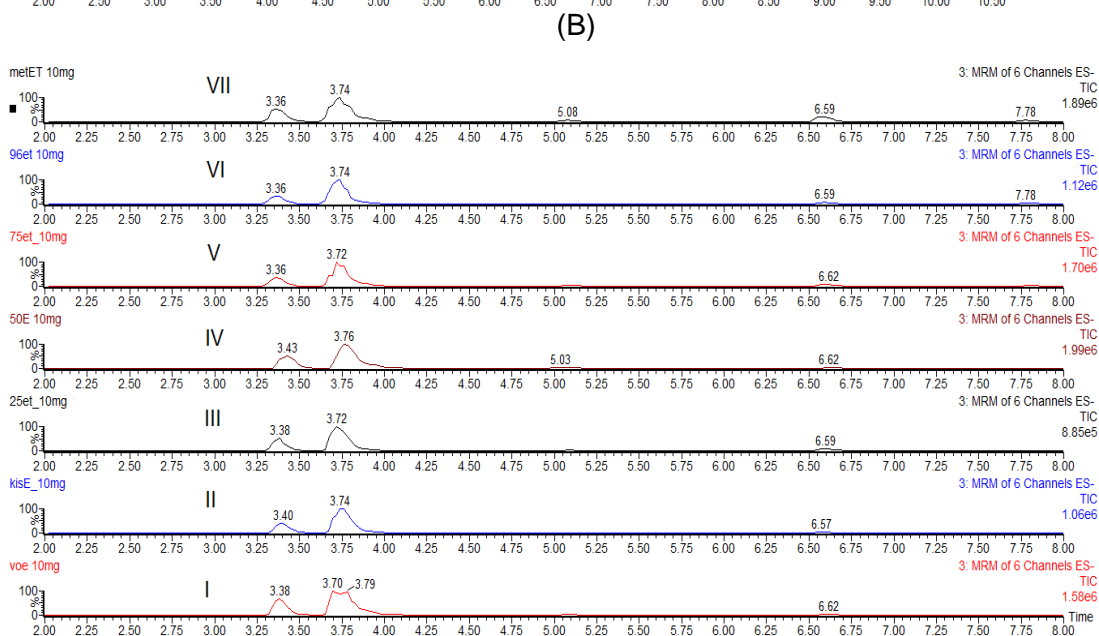 2.00 2.50 3.00 3.50 4.00 4.50 5.00 5.50 6.00 6.50 7.00 7.50 8.00 8.50 9.00 9.50 10.00 10.50
(B)
metET 10mg
VII
3: MRM of 6 Channels ES-
TIC
1.89e6
100
%
0
3.36 3.74 5.08 6.59 7.78
2.00 2.25 2.50 2.75 3.00 3.25 3.50 3.75 4.00 4.25 4.50 4.75 5.00 5.25 5.50 5.75 6.00 6.25 6.50 6.75 7.00 7.25 7.50 7.75 8.00
96et 10mg
VI
3: MRM of 6 Channels ES-
TIC
1.12e6
100
%
0
3.36 3.74 6.59 7.78
2.00 2.25 2.50 2.75 3.00 3.25 3.50 3.75 4.00 4.25 4.50 4.75 5.00 5.25 5.50 5.75 6.00 6.25 6.50 6.75 7.00 7.25 7.50 7.75 8.00
75et_10mg
V
3: MRM of 6 Channels ES-
TIC
1.70e6
100
%
0
3.36 3.72 6.62
2.00 2.25 2.50 2.75 3.00 3.25 3.50 3.75 4.00 4.25 4.50 4.75 5.00 5.25 5.50 5.75 6.00 6.25 6.50 6.75 7.00 7.25 7.50 7.75 8.00
50E 10mg
IV
3: MRM of 6 Channels ES-
TIC
1.99e6
100
%
0
3.43 3.76 5.03 6.62
2.00 2.25 2.50 2.75 3.00 3.25 3.50 3.75 4.00 4.25 4.50 4.75 5.00 5.25 5.50 5.75 6.00 6.25 6.50 6.75 7.00 7.25 7.50 7.75 8.00
25et_10mg
III
3: MRM of 6 Channels ES-
TIC
8.85e5
100
%
0
3.38 3.72 6.59
2.00 2.25 2.50 2.75 3.00 3.25 3.50 3.75 4.00 4.25 4.50 4.75 5.00 5.25 5.50 5.75 6.00 6.25 6.50 6.75 7.00 7.25 7.50 7.75 8.00
kisE_10mg
II
3: MRM of 6 Channels ES-
TIC
1.06e6
100
%
0
3.40 3.74 6.57
2.00 2.25 2.50 2.75 3.00 3.25 3.50 3.75 4.00 4.25 4.50 4.75 5.00 5.25 5.50 5.75 6.00 6.25 6.50 6.75 7.00 7.25 7.50 7.75 8.00
voe 10mg
I
3: MRM of 6 Channels ES-
TIC
1.58e6
100
%
0
3.38 3.70 3.79 6.62
Time
2.00 2.25 2.50 2.75 3.00 3.25 3.50 3.75 4.00 4.25 4.50 4.75 5.00 5.25 5.50 5.75 6.00 6.25 6.50 6.75 7.00 7.25 7.50 7.75 8.00